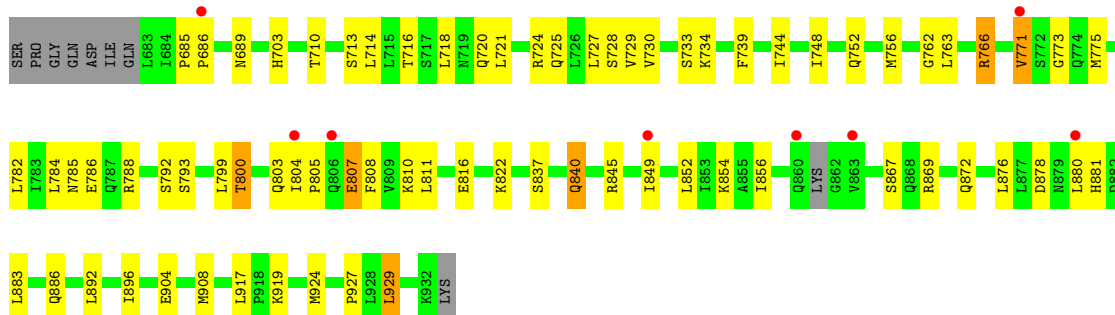 SER PRO GLY GLN ASP ILE GLN L683 I684 P685 P686 N689 H703 T710 S713 L714 L715 T716 S717 L718 N719 Q720 L721 R724 Q725 L726 L727 S728 V729 V730 S733 K734 F739 I744 I748 Q752 M756 G762 L763 R766 V771 S772 G773 Q774 M775
L782 I783 L784 N785 E786 Q787 R788 S792 S793 L799 T800 Q803 I804 P805 Q806 E807 F808 V809 K810 L811 E816 K822 S837 Q840 R845 I849 L852 I853 K854 A855 I856 Q860 LYS G862 V863 S867 Q868 R869 Q872 L876 L877 D878 N879 L880 H881 D882
L883 Q886 L892 I896 E904 M908 L917 P918 K919 M924 P927 L928 L929 K932 LYS